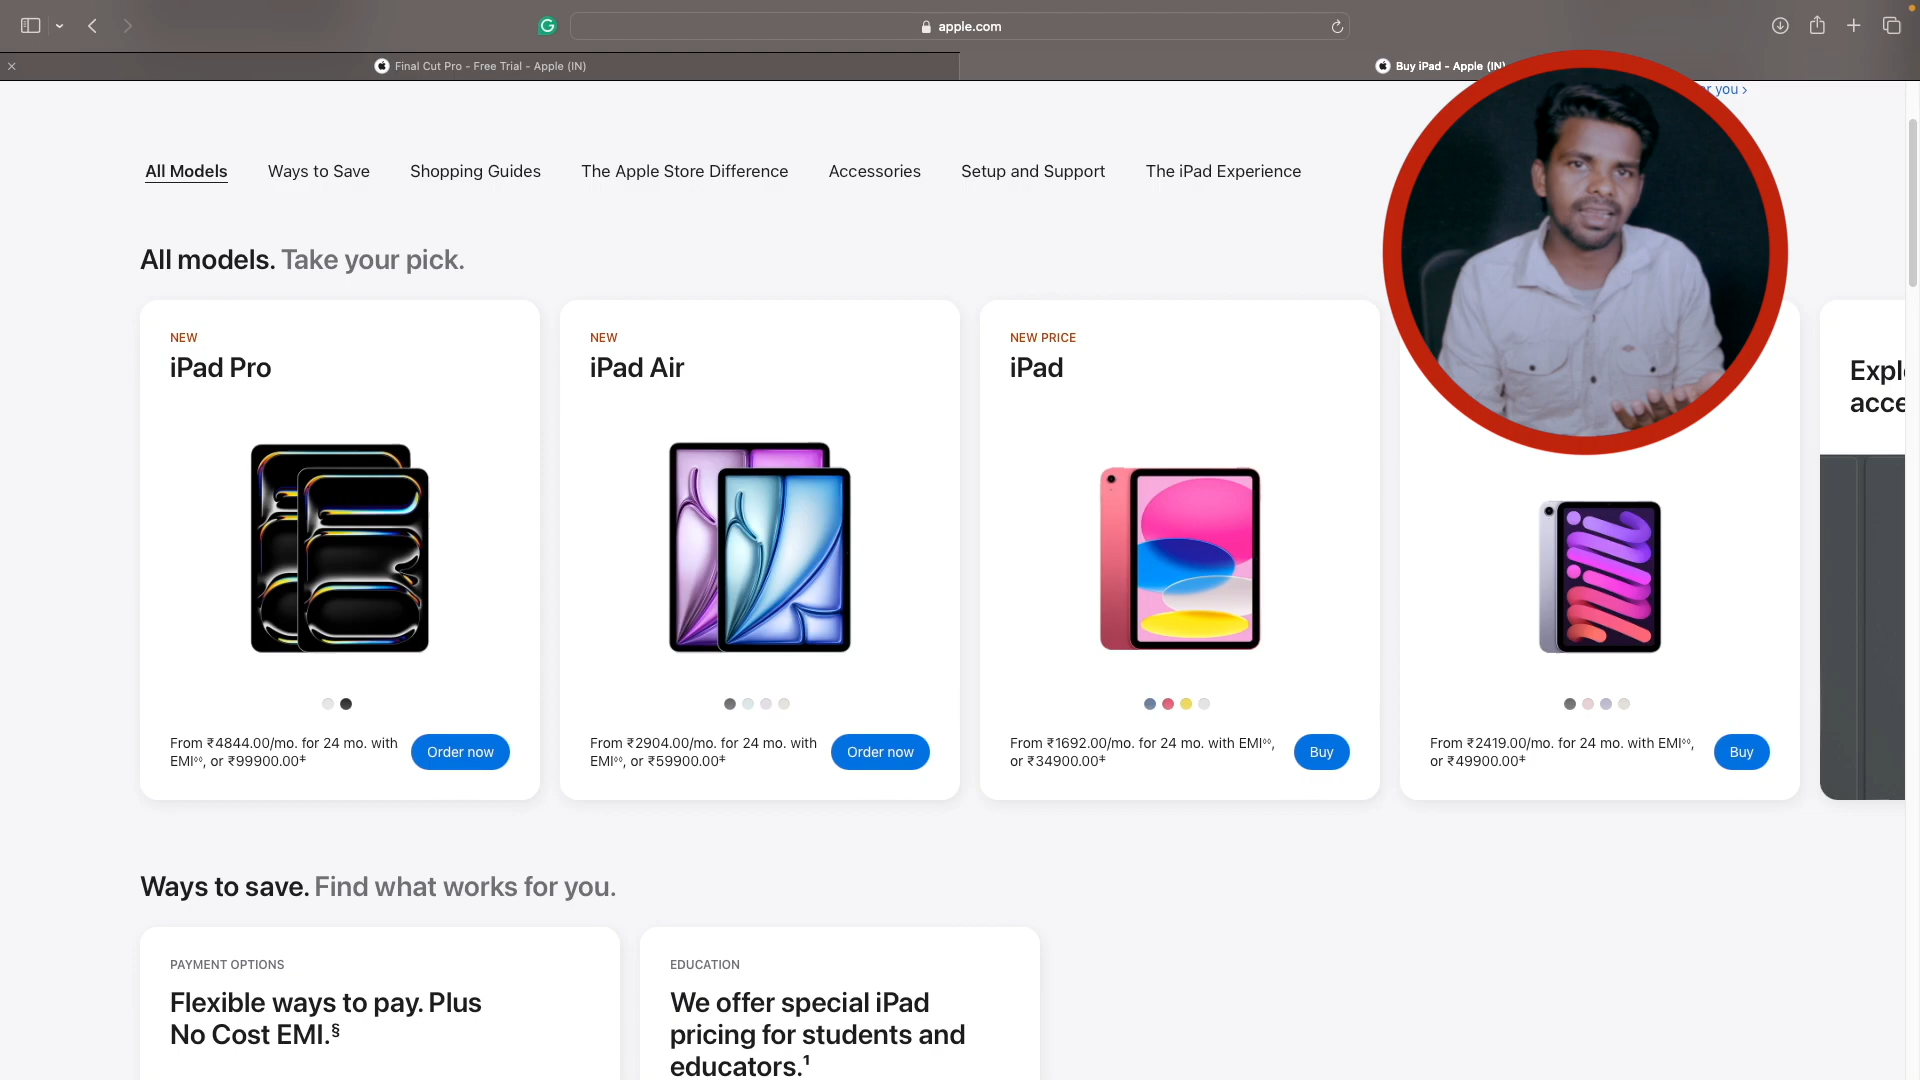 apple.com
Final Cut Pro - Free Trial - Apple (IN)
Buy iPad - Apple (IN)
you >
All Models
Ways to Save
Shopping Guides
The Apple Store Difference
Accessories
Setup and Support
The iPad Experience
All models. Take your pick.
NEW
iPad Pro
From ₹4844.00/mo. for 24 mo. with
EMI◊◊, or ₹99900.00‡
Order now
NEW
iPad Air
From ₹2904.00/mo. for 24 mo. with
EMI◊◊, or ₹59900.00‡
Order now
NEW PRICE
iPad
From ₹1692.00/mo. for 24 mo. with EMI◊◊,
or ₹34900.00‡
Buy
From ₹2419.00/mo. for 24 mo. with EMI◊◊,
or ₹49900.00‡
Buy
Ways to save. Find what works for you.
PAYMENT OPTIONS
Flexible ways to pay. Plus
No Cost EMI.§
EDUCATION
We offer special iPad
pricing for students and
educators.¹